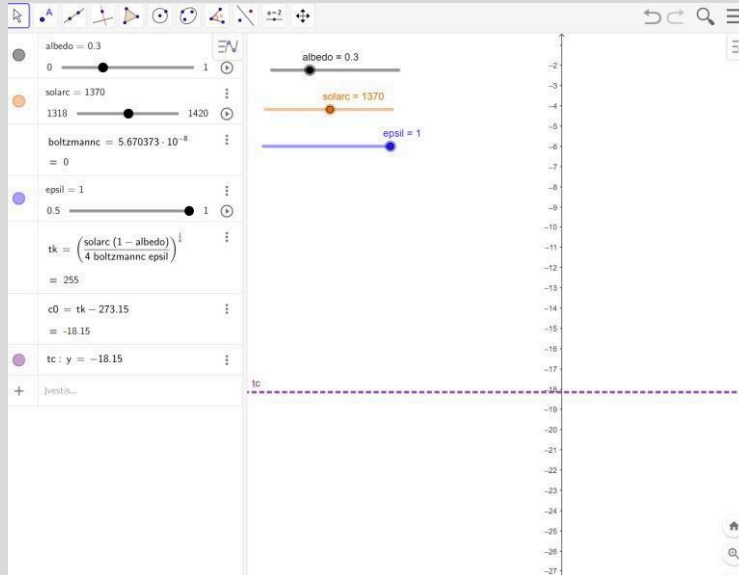 albedo = 0.3
0 1
solarc = 1370
1318 1420
boltzmannc = 5.670373 · 10⁻⁸
= 0
epsil = 1
0.5 1
tk = (solarc (1 − albedo) / 4 boltzmannc epsil)
= 255
c0 = tk − 273.15
= -18.15
tc : y = −18.15
+ Įvestis...
a=2
albedo = 0.3
solarc = 1370
epsil = 1
tc
-2
-3
-4
-5
-6
-7
-8
-9
-10
-11
-12
-13
-14
-15
-16
-17
-18
-19
-20
-21
-22
-23
-24
-25
-26
-27